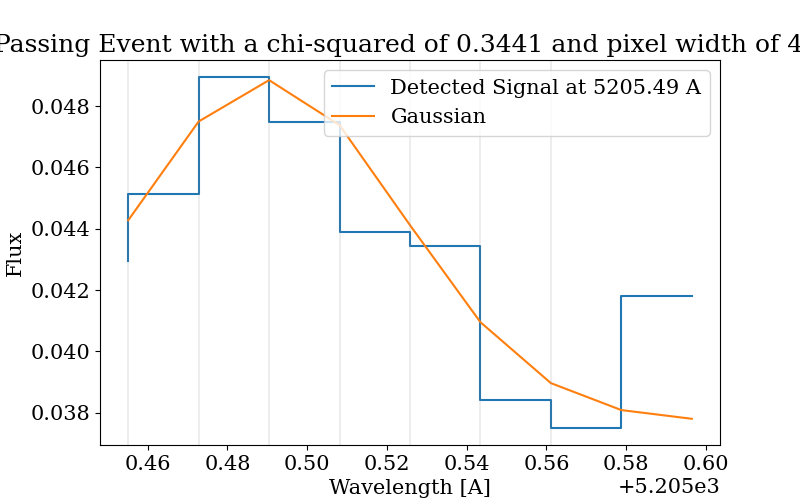 Passing Event with a chi-squared of 0.3441 and pixel width of 4
Detected Signal at 5205.49 A
Gaussian
Flux
0.048
0.046
0.044
0.042
0.040
0.038
0.46 0.48 0.50 0.52 0.54 0.56 0.58 0.60
Wavelength [A]
+5.205e3